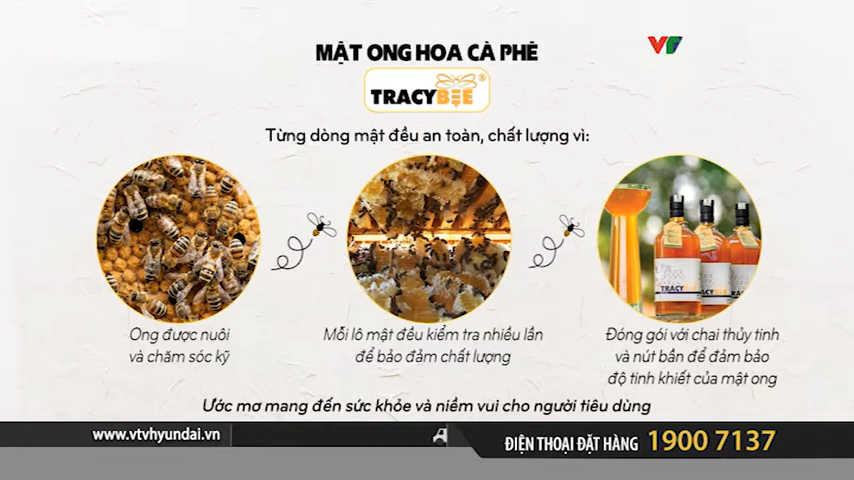 VF
MẬT ONG HOA CÀ PHÊ
TRACYBEE®
Từng dòng mật đều an toàn, chất lượng vì:
TRACYBEE
Ong được nuôi
và chăm sóc kỹ
Mỗi lô mật đều kiểm tra nhiều lần
để bảo đảm chất lượng
Đóng gói với chai thủy tinh
và nút bần để đảm bảo
độ tinh khiết của mật ong
Ước mơ mang đến sức khỏe và niềm vui cho người tiêu dùng
www.vtvhyundai.vn
ĐIỆN THOẠI ĐẶT HÀNG 1900 7137